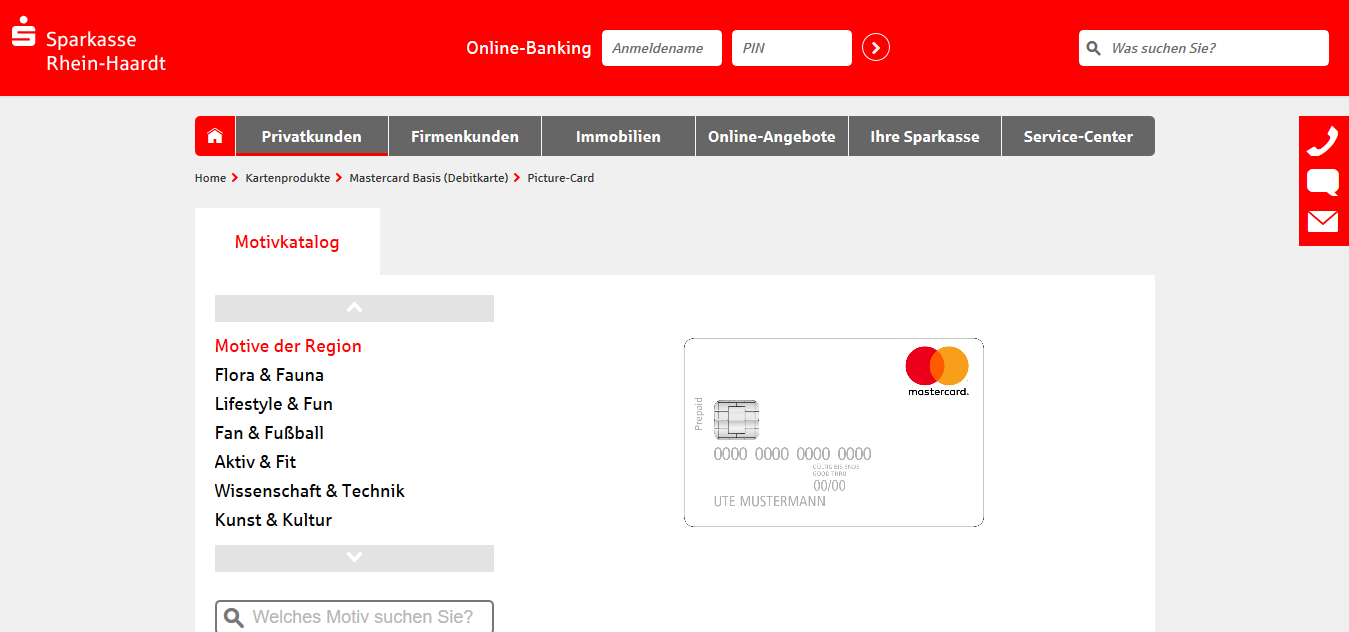 Sparkasse
Rhein-Haardt
Online-Banking
Anmeldename
PIN
Was suchen Sie?
Privatkunden
Firmenkunden
Immobilien
Online-Angebote
Ihre Sparkasse
Service-Center
Home Kartenprodukte Mastercard Basis (Debitkarte) Picture-Card
Motivkatalog
Motive der Region
Flora & Fauna
Lifestyle & Fun
Fan & Fußball
Aktiv & Fit
Wissenschaft & Technik
Kunst & Kultur
Welches Motiv suchen Sie?
mastercard.
Prepaid
0000 0000 0000 0000
GOOD THRU
00/00
UTE MUSTERMANN